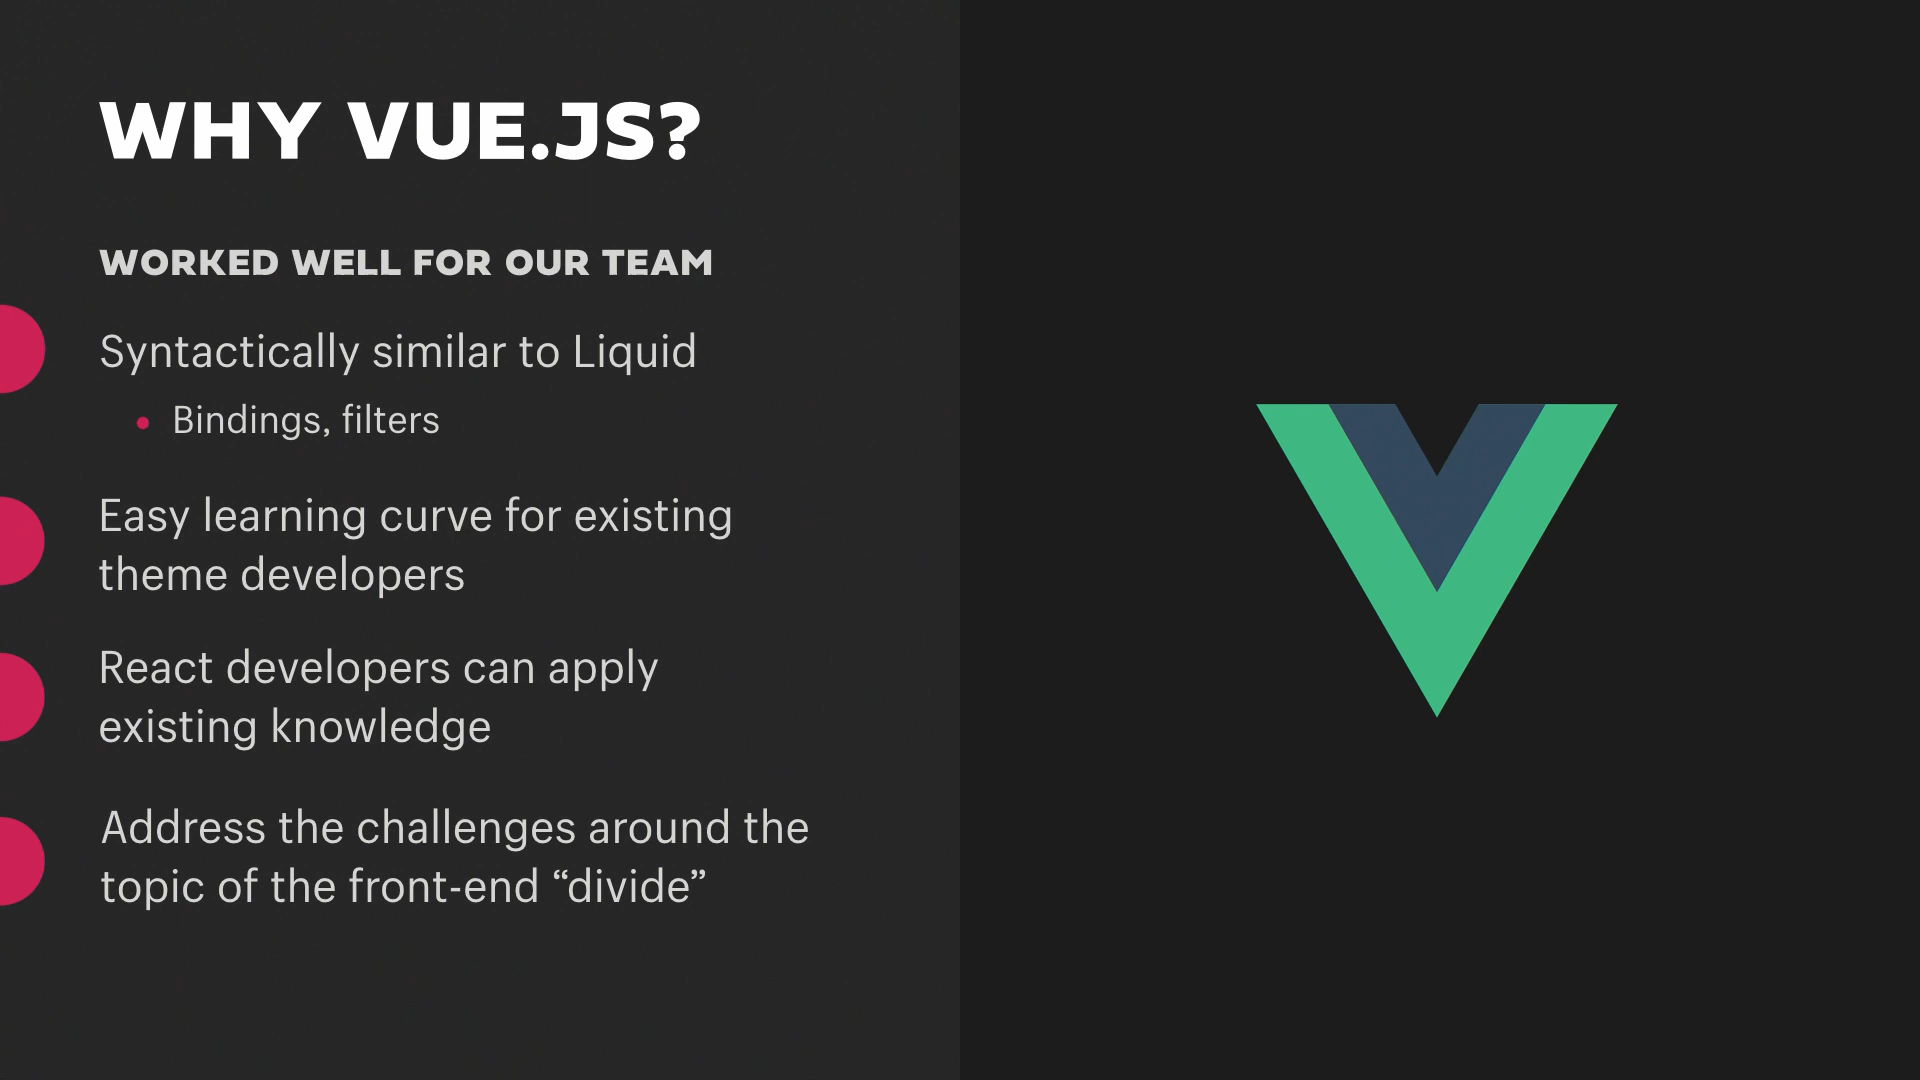 WHY VUE.JS?
WORKED WELL FOR OUR TEAM
Syntactically similar to Liquid
Bindings, filters
Easy learning curve for existing
theme developers
React developers can apply
existing knowledge
Address the challenges around the
topic of the front-end “divide”